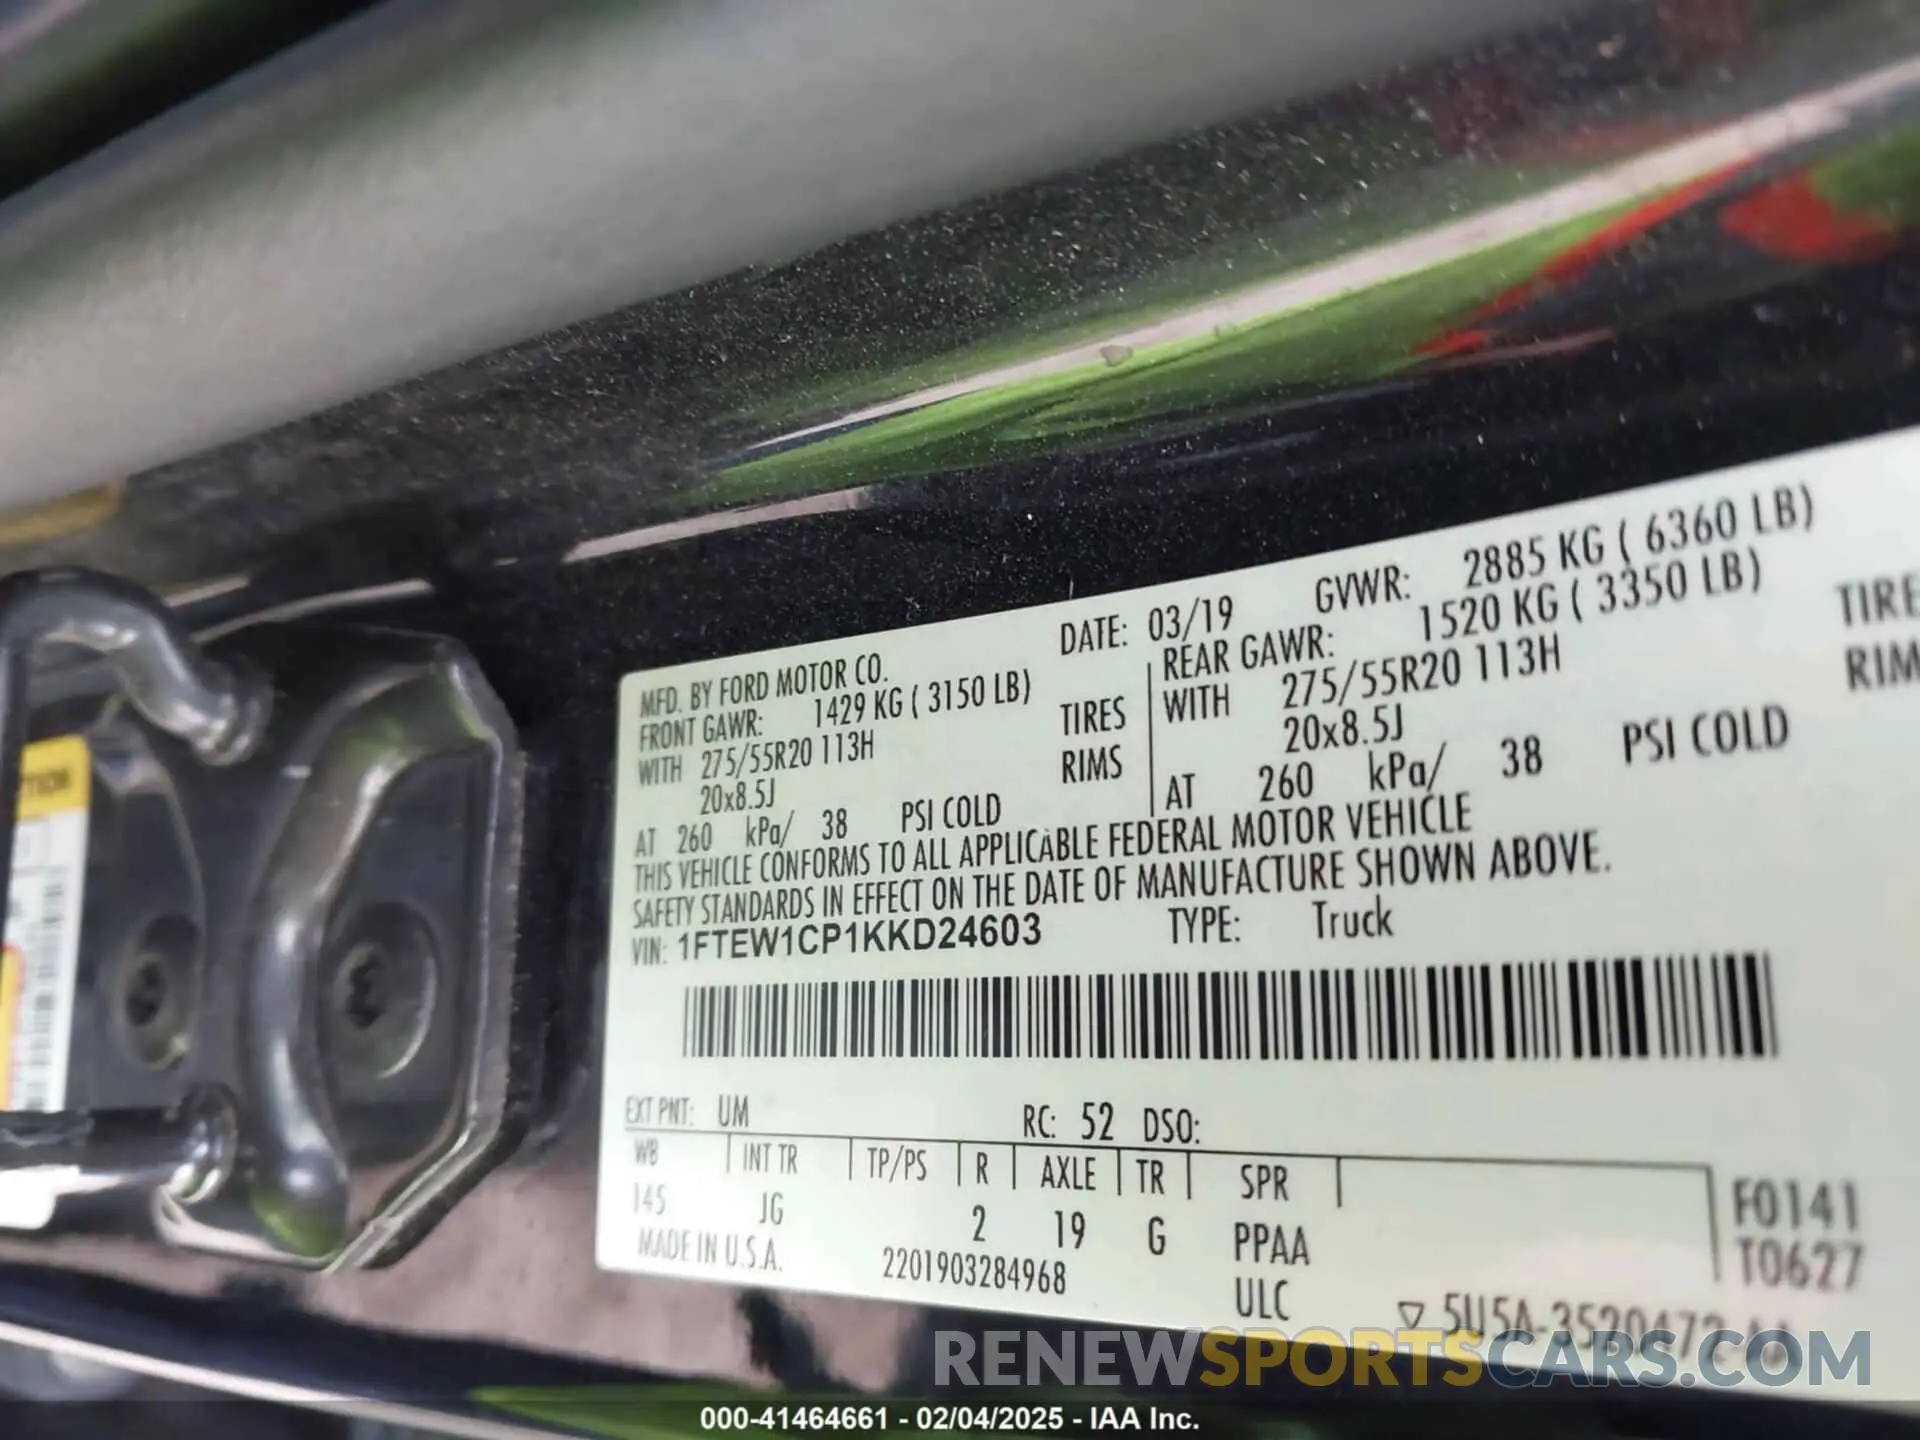 MFD. BY FORD MOTOR CO.
DATE: 03/19
GVWR: 2885 KG ( 6360 LB)
FRONT GAWR: 1429 KG ( 3150 LB)
REAR GAWR: 1520 KG ( 3350 LB)
WITH 275/55R20 113H TIRES
WITH 275/55R20 113H TIRE
20x8.5J RIMS
20x8.5J RIM
AT 260 kPa/ 38 PSI COLD
AT 260 kPa/ 38 PSI COLD
THIS VEHICLE CONFORMS TO ALL APPLICABLE FEDERAL MOTOR VEHICLE
SAFETY STANDARDS IN EFFECT ON THE DATE OF MANUFACTURE SHOWN ABOVE.
VIN: 1FTEW1CP1KKD24603 TYPE: Truck
EXT PNT: UM RC: 52 DSO:
WB INT TR TP/PS R AXLE TR SPR
145 JG 2 19 G PPAA
F0141
T0627
MADE IN U.S.A. 2201903284968 ULC
▽ 5U5A-3520472-AA
RENEWSPORTSCARS.COM
000-41464661 - 02/04/2025 - IAA Inc.